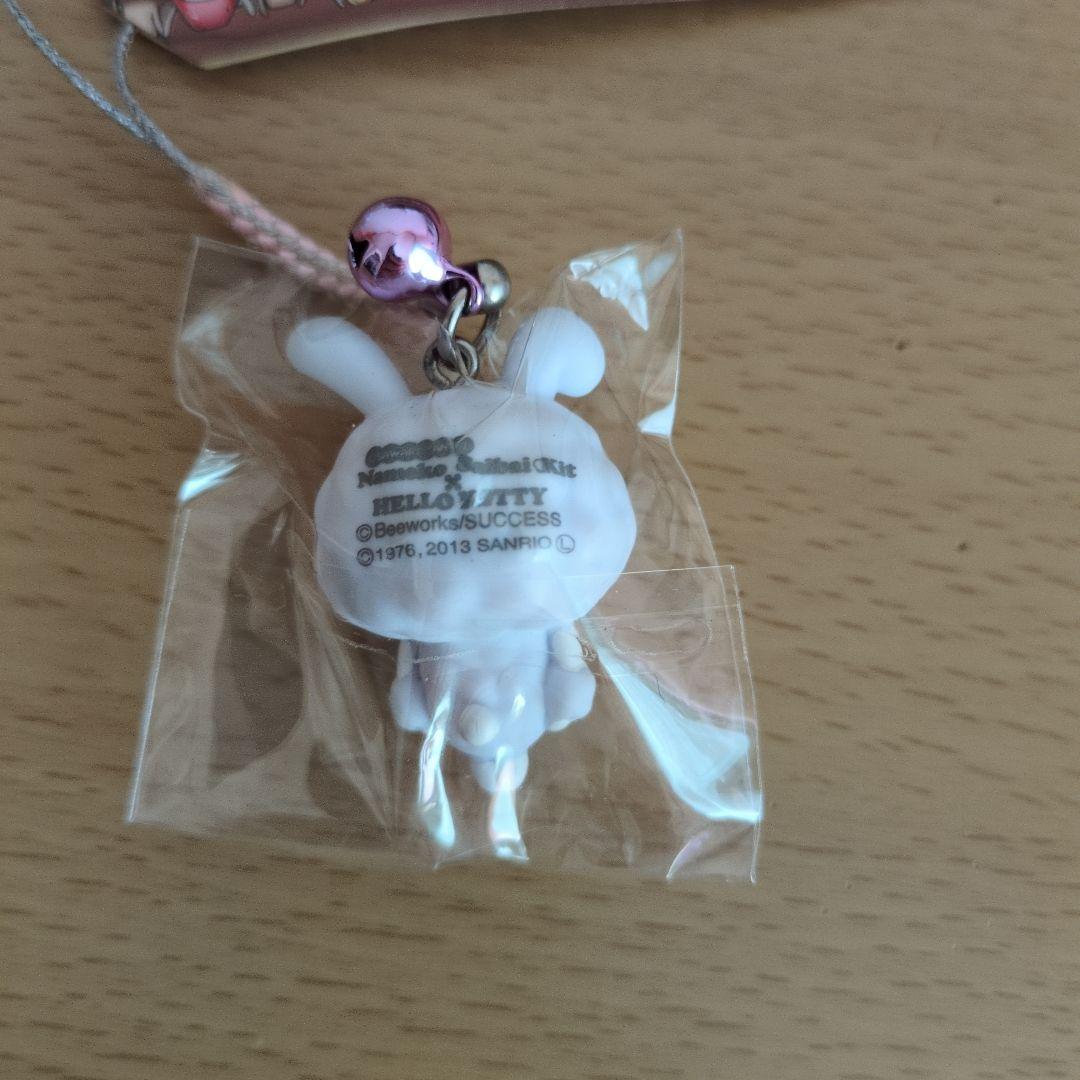 Nameko Saibai Kit
×
HELLO KITTY
©Beeworks/SUCCESS
©1976, 2013 SANRIO Ⓛ